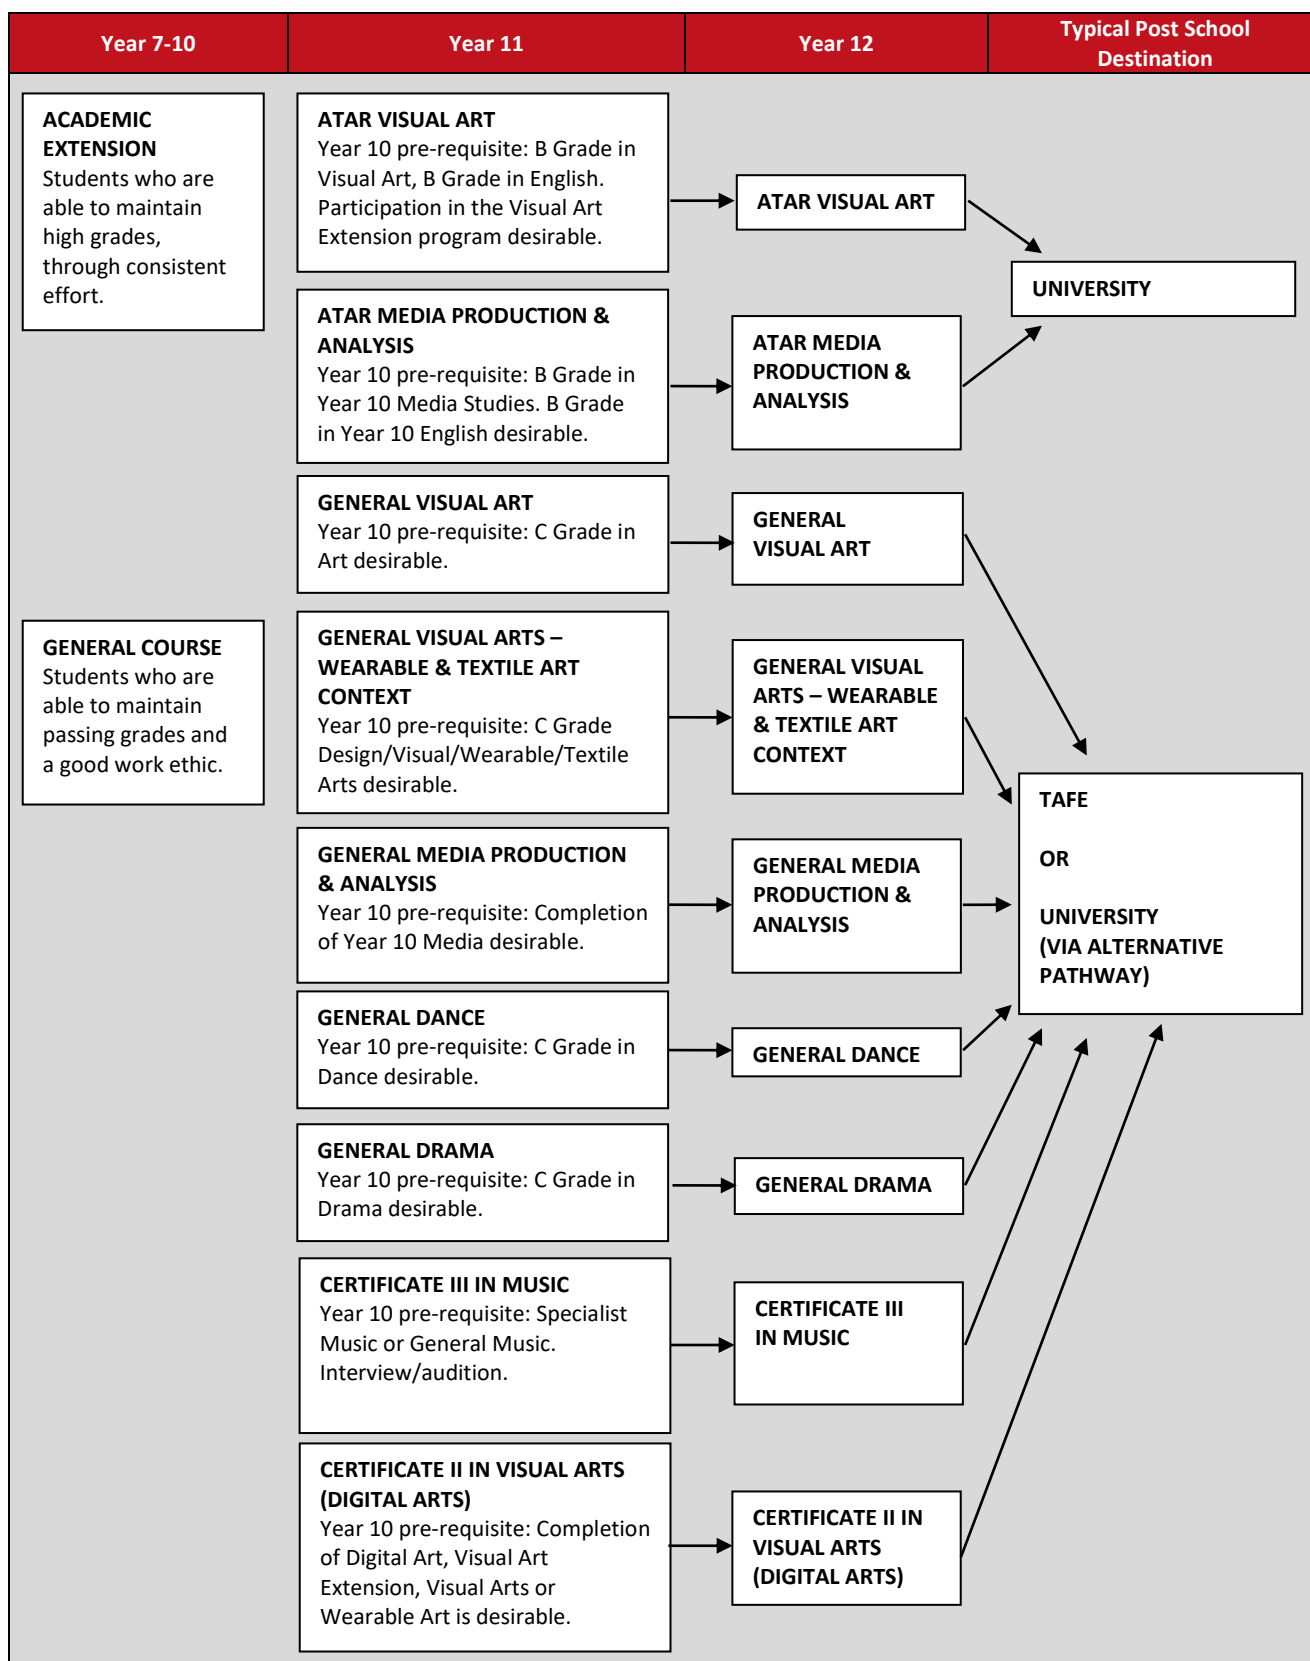 Year 7-10
Year 11
Year 12
Typical Post School
Destination
ACADEMIC
EXTENSION
Students who are
able to maintain
high grades,
through consistent
effort.
ATAR VISUAL ART
Year 10 pre-requisite: B Grade in
Visual Art, B Grade in English.
Participation in the Visual Art
Extension program desirable.
ATAR VISUAL ART
UNIVERSITY
ATAR MEDIA PRODUCTION &
ANALYSIS
Year 10 pre-requisite: B Grade in
Year 10 Media Studies. B Grade
in Year 10 English desirable.
ATAR MEDIA
PRODUCTION &
ANALYSIS
GENERAL VISUAL ART
Year 10 pre-requisite: C Grade in
Art desirable.
GENERAL
VISUAL ART
GENERAL COURSE
Students who are
able to maintain
passing grades and
a good work ethic.
GENERAL VISUAL ARTS –
WEARABLE & TEXTILE ART
CONTEXT
Year 10 pre-requisite: C Grade
Design/Visual/Wearable/Textile
Arts desirable.
GENERAL VISUAL
ARTS – WEARABLE
& TEXTILE ART
CONTEXT
TAFE
OR
UNIVERSITY
(VIA ALTERNATIVE
PATHWAY)
GENERAL MEDIA PRODUCTION
& ANALYSIS
Year 10 pre-requisite: Completion
of Year 10 Media desirable.
GENERAL MEDIA
PRODUCTION &
ANALYSIS
GENERAL DANCE
Year 10 pre-requisite: C Grade in
Dance desirable.
GENERAL DANCE
GENERAL DRAMA
Year 10 pre-requisite: C Grade in
Drama desirable.
GENERAL DRAMA
CERTIFICATE III IN MUSIC
Year 10 pre-requisite: Specialist
Music or General Music.
Interview/audition.
CERTIFICATE III
IN MUSIC
CERTIFICATE II IN VISUAL ARTS
(DIGITAL ARTS)
Year 10 pre-requisite: Completion
of Digital Art, Visual Art
Extension, Visual Arts or
Wearable Art is desirable.
CERTIFICATE II IN
VISUAL ARTS
(DIGITAL ARTS)